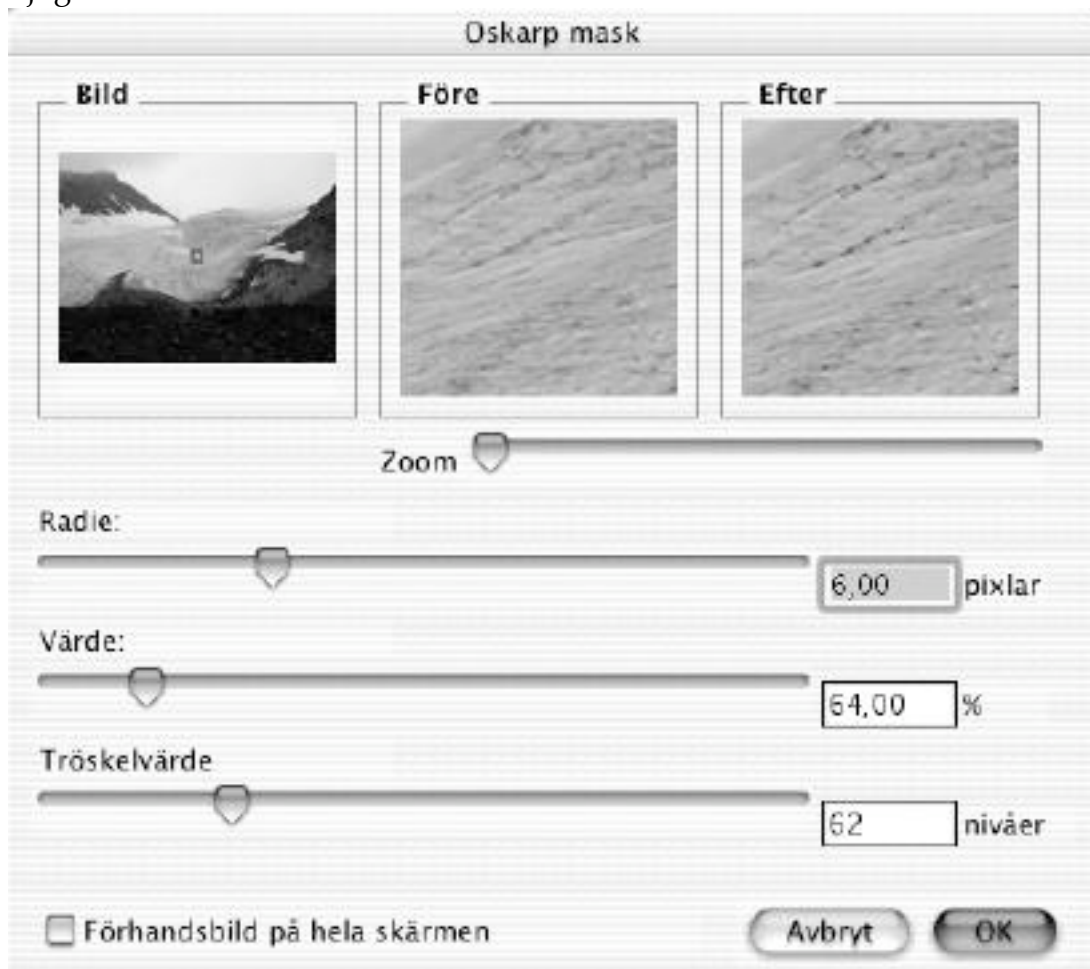 Oskarp mask
Bild
Före
Efter
Zoom
Radie:
6,00 pixlar
Värde:
64,00 %
Tröskelvärde
62 nivåer
Förhandsbild på hela skärmen
Avbryt
OK